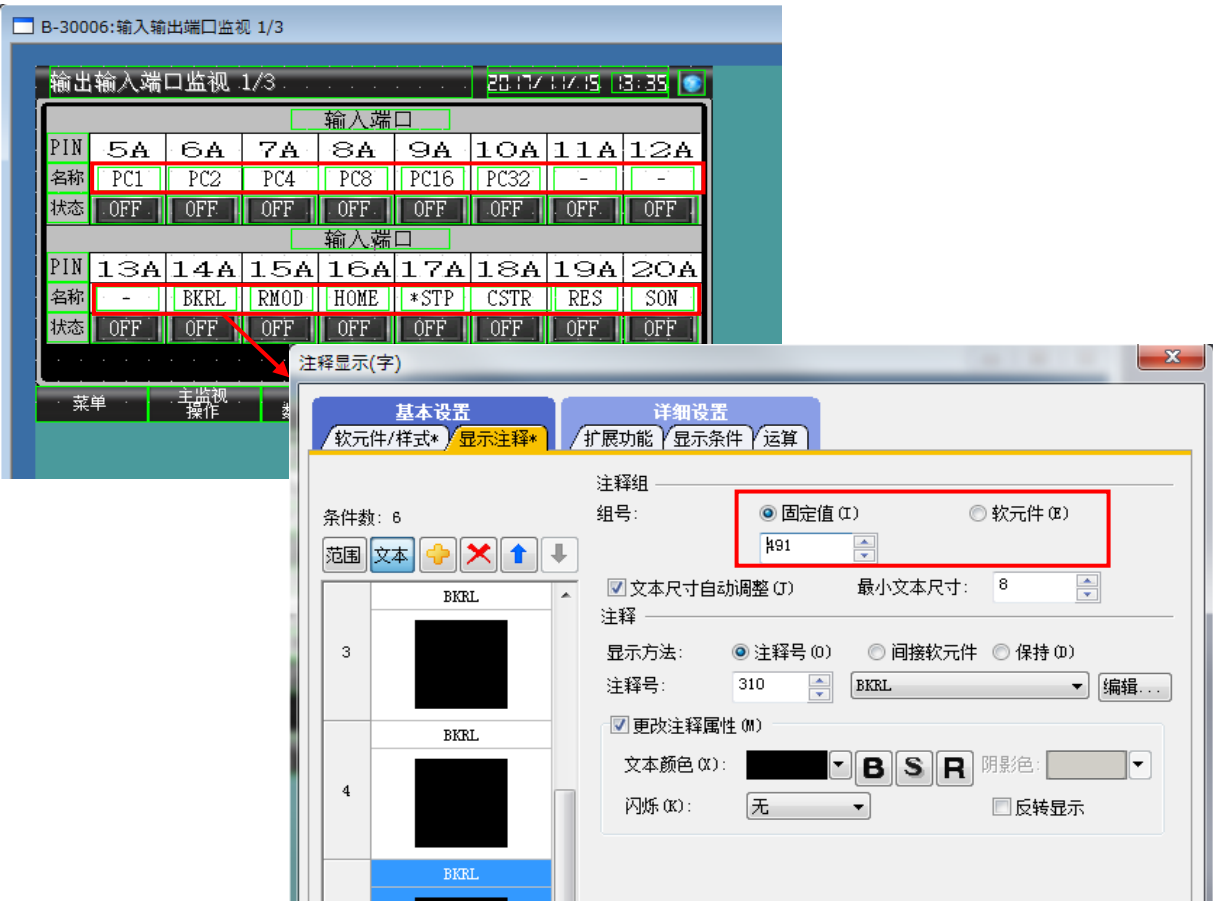 B-30006:输入输出端口监视 1/3
输出输入端口监视 1/3
2017/11/15 13:35
输入端口
PIN 5A 6A 7A 8A 9A 10A 11A 12A
名称 PC1 PC2 PC4 PC8 PC16 PC32 - -
状态 OFF OFF OFF OFF OFF OFF OFF OFF
输入端口
PIN 13A 14A 15A 16A 17A 18A 19A 20A
名称 - BKRL RMOD HOME *STP CSTR RES SON
状态 OFF OFF OFF OFF OFF OFF OFF OFF
菜单 主监视
操作
注释显示(字)
基本设置 详细设置
软元件/样式* 显示注释* 扩展功能 显示条件 运算
注释组
条件数: 6 组号: 固定值(I) 软元件(E)
491
范围 文本
文本尺寸自动调整(J) 最小文本尺寸: 8
注释
BKRL
3
显示方法: 注释号(O) 间接软元件 保持(D)
注释号: 310 BKRL 编辑...
更改注释属性(M)
BKRL
4
文本颜色(X): B S R 阴影色:
闪烁(K): 无 反转显示
BKRL